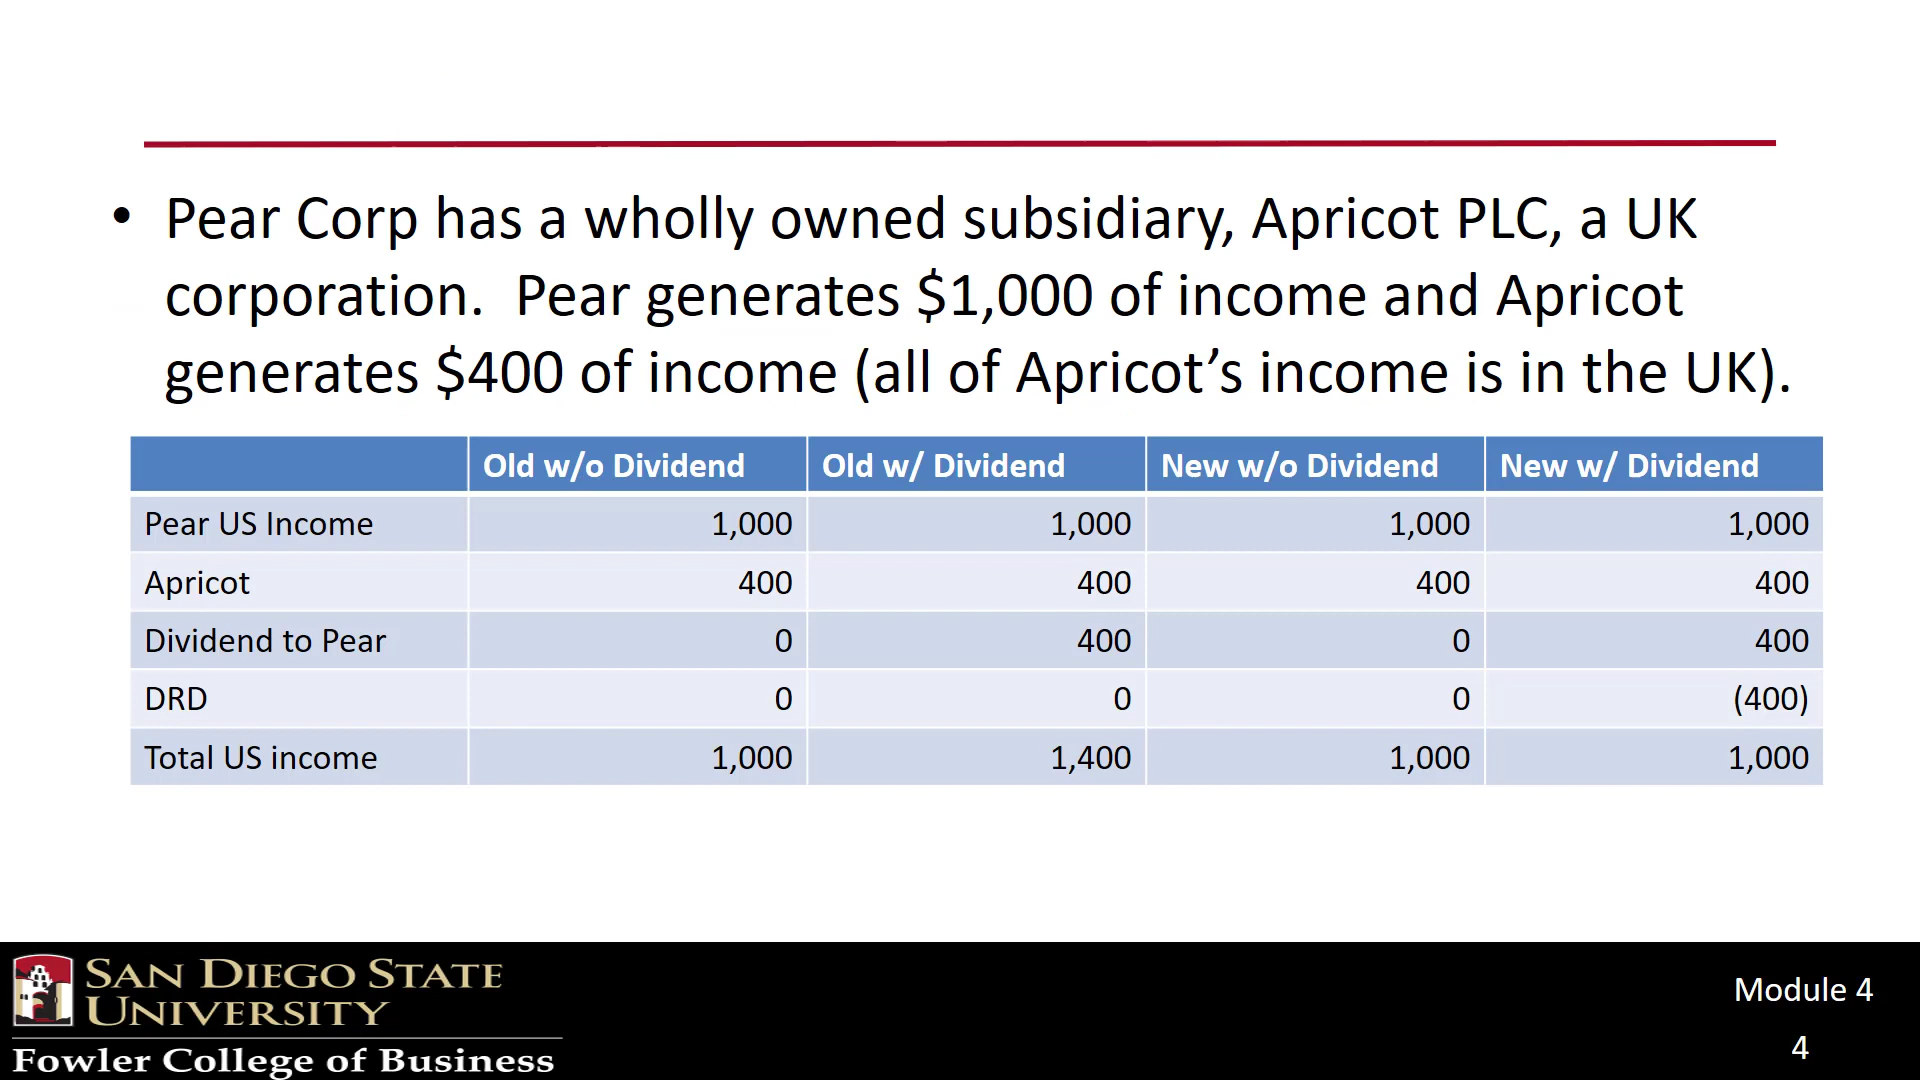 • Pear Corp has a wholly owned subsidiary, Apricot PLC, a UK
corporation.  Pear generates $1,000 of income and Apricot
generates $400 of income (all of Apricot’s income is in the UK).
Old w/o Dividend Old w/ Dividend New w/o Dividend New w/ Dividend
Pear US Income 1,000 1,000 1,000 1,000
Apricot 400 400 400 400
Dividend to Pear 0 400 0 400
DRD 0 0 0 (400)
Total US income 1,000 1,400 1,000 1,000
SAN DIEGO STATE
UNIVERSITY
Fowler College of Business
Module 4
4